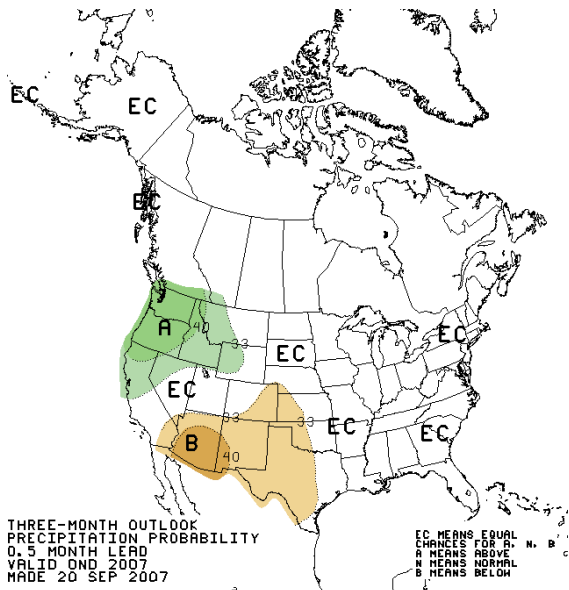 EC
EC
EC
A
40
33
EC
EC
EC
33
33
EC
EC
B
40
THREE-MONTH OUTLOOK
PRECIPITATION PROBABILITY
0.5 MONTH LEAD
VALID OND 2007
MADE 20 SEP 2007
EC MEANS EQUAL
CHANCES FOR A, N, B
A MEANS ABOVE
N MEANS NORMAL
B MEANS BELOW